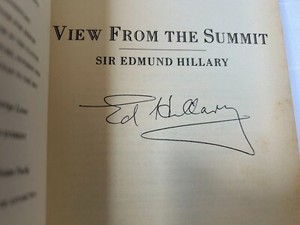 VIEW FROM THE SUMMIT
SIR EDMUND HILLARY
Ed Hillary